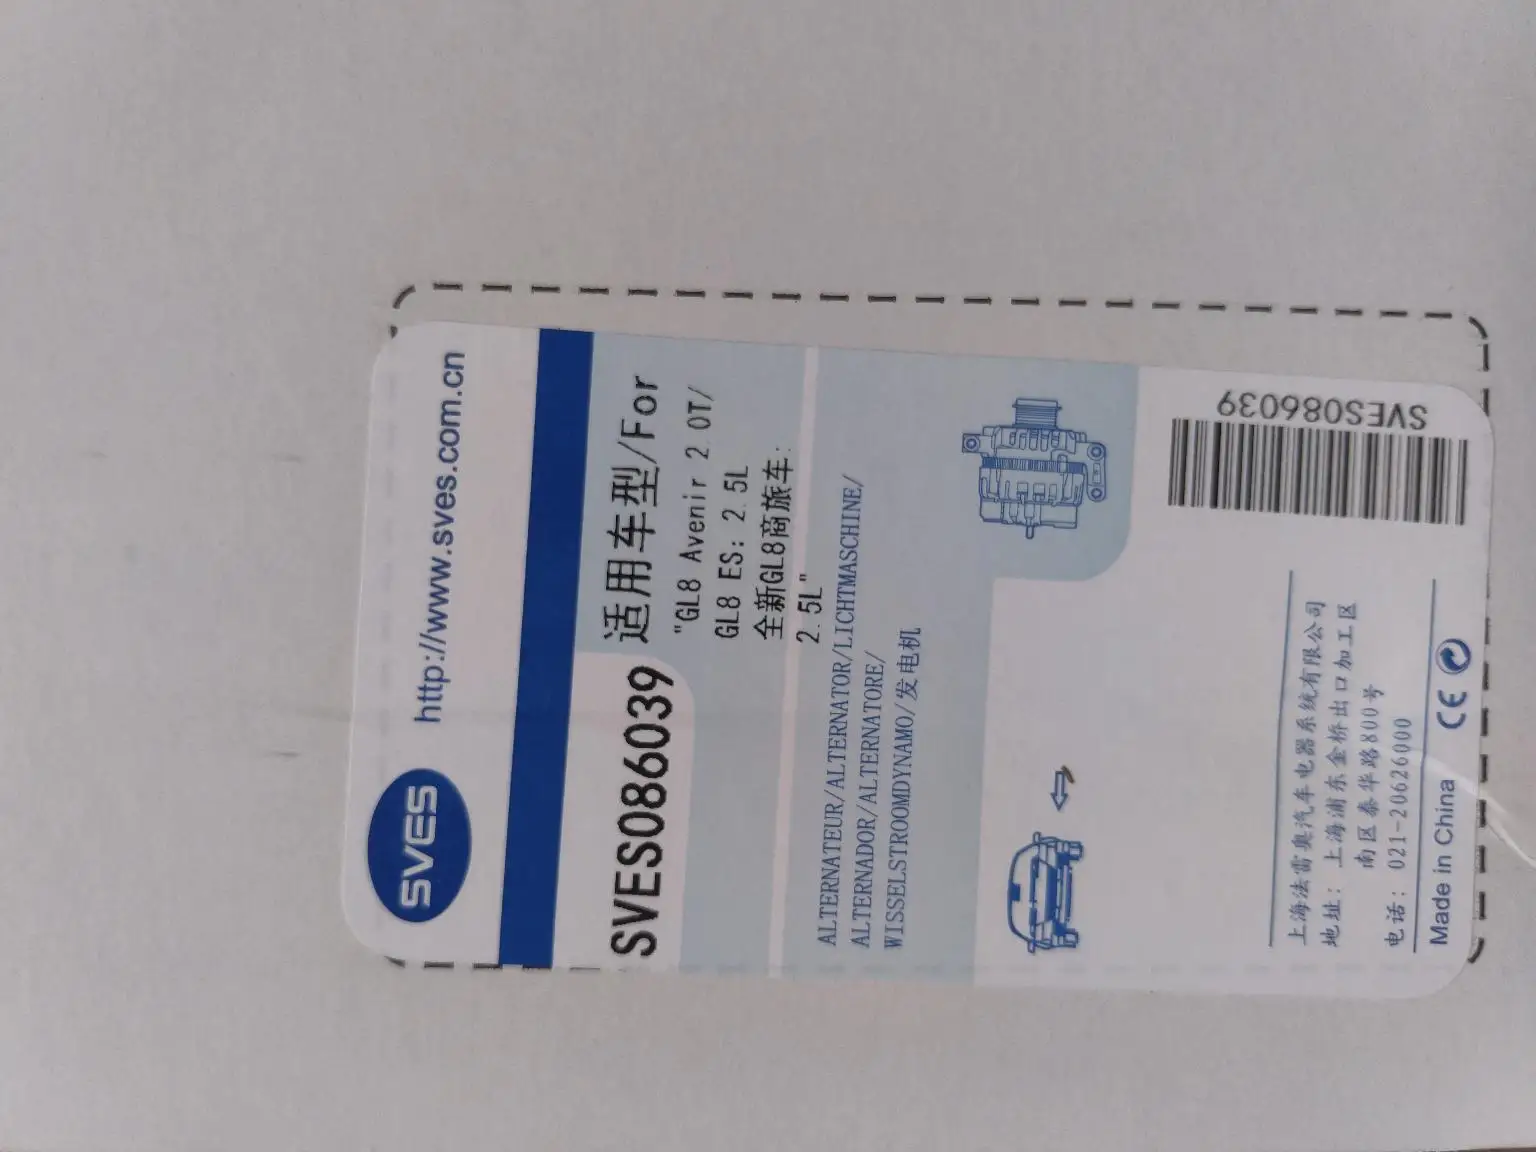 SVES
http://www.sves.com.cn
SVES086039
适用车型/For
"GL8 Avenir 2.0T/
GL8 ES: 2.5L
全新GL8商旅车:
2.5L"
ALTERNATEUR/ALTERNATOR/LICHTMASCHINE/
ALTERNADOR/ALTERNATORE/
WISSELSTROOMDYNAMO/发电机
SVES086039
上海法雷奥汽车电器系统有限公司
地址: 上海浦东金桥出口加工区
南区泰华路800号
电话: 021-20626000
Made in China CE